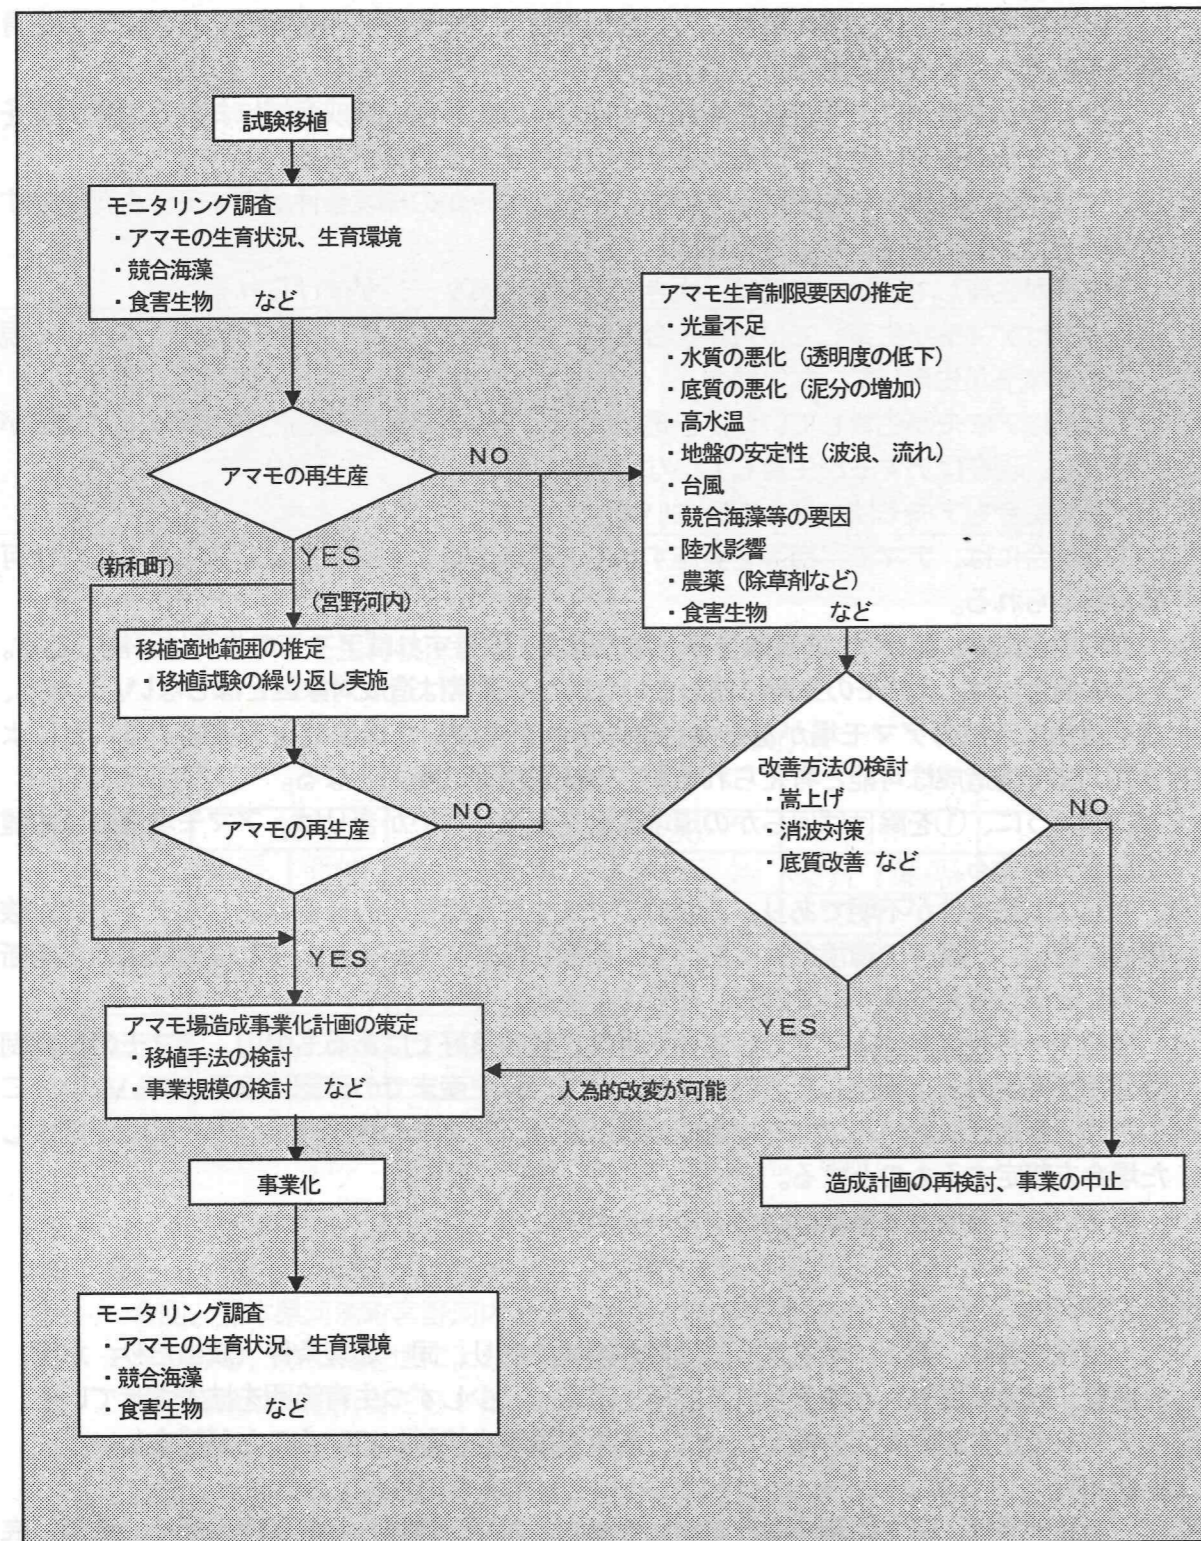 試験移植
モニタリング調査
・アマモの生育状況、生育環境
・競合海藻
・食害生物 など
アマモの再生産
NO
YES
(新和町)
(宮野河内)
移植適地範囲の推定
・移植試験の繰り返し実施
アマモの再生産
NO
YES
アマモ場造成事業化計画の策定
・移植手法の検討
・事業規模の検討 など
事業化
モニタリング調査
・アマモの生育状況、生育環境
・競合海藻
・食害生物 など
アマモ生育制限要因の推定
・光量不足
・水質の悪化(透明度の低下)
・底質の悪化(泥分の増加)
・高水温
・地盤の安定性(波浪、流れ)
・台風
・競合海藻等の要因
・陸水影響
・農薬(除草剤など)
・食害生物 など
改善方法の検討
・嵩上げ
・消波対策
・底質改善 など
NO
YES
人為的改変が可能
造成計画の再検討、事業の中止